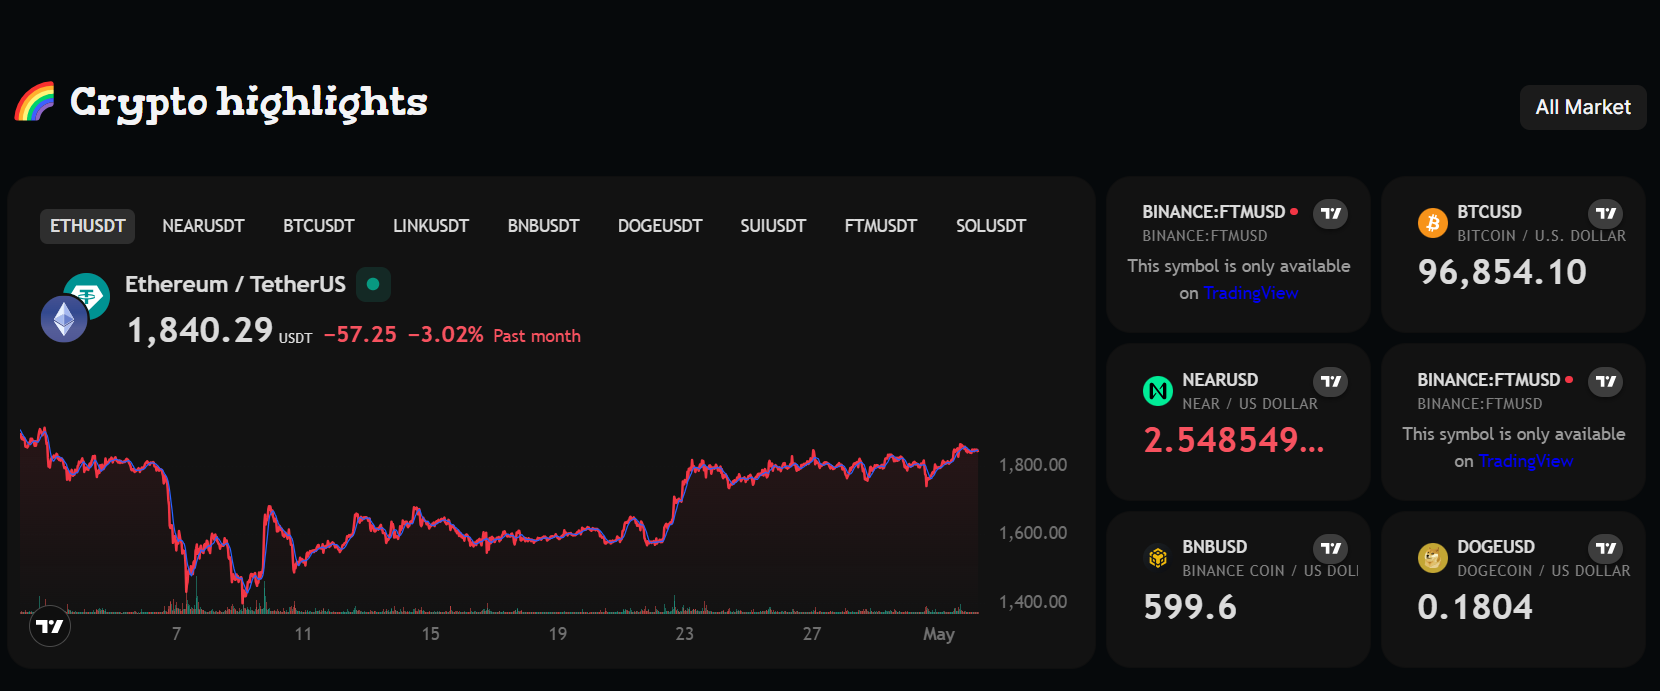 Crypto highlights
All Market
ETHUSDT NEARUSDT BTCUSDT LINKUSDT BNBUSDT DOGEUSDT SUIUSDT FTMUSDT SOLUSDT
Ethereum / TetherUS
1,840.29 USDT −57.25 −3.02% Past month
1,800.00
1,600.00
1,400.00
7 11 15 19 23 27 May
BINANCE:FTMUSD
BINANCE:FTMUSD
This symbol is only available
on TradingView
BTCUSD
BITCOIN / U.S. DOLLAR
96,854.10
NEARUSD
NEAR / US DOLLAR
2.548549...
BINANCE:FTMUSD
BINANCE:FTMUSD
This symbol is only available
on TradingView
BNBUSD
BINANCE COIN / US DOLL
599.6
DOGEUSD
DOGECOIN / US DOLLAR
0.1804